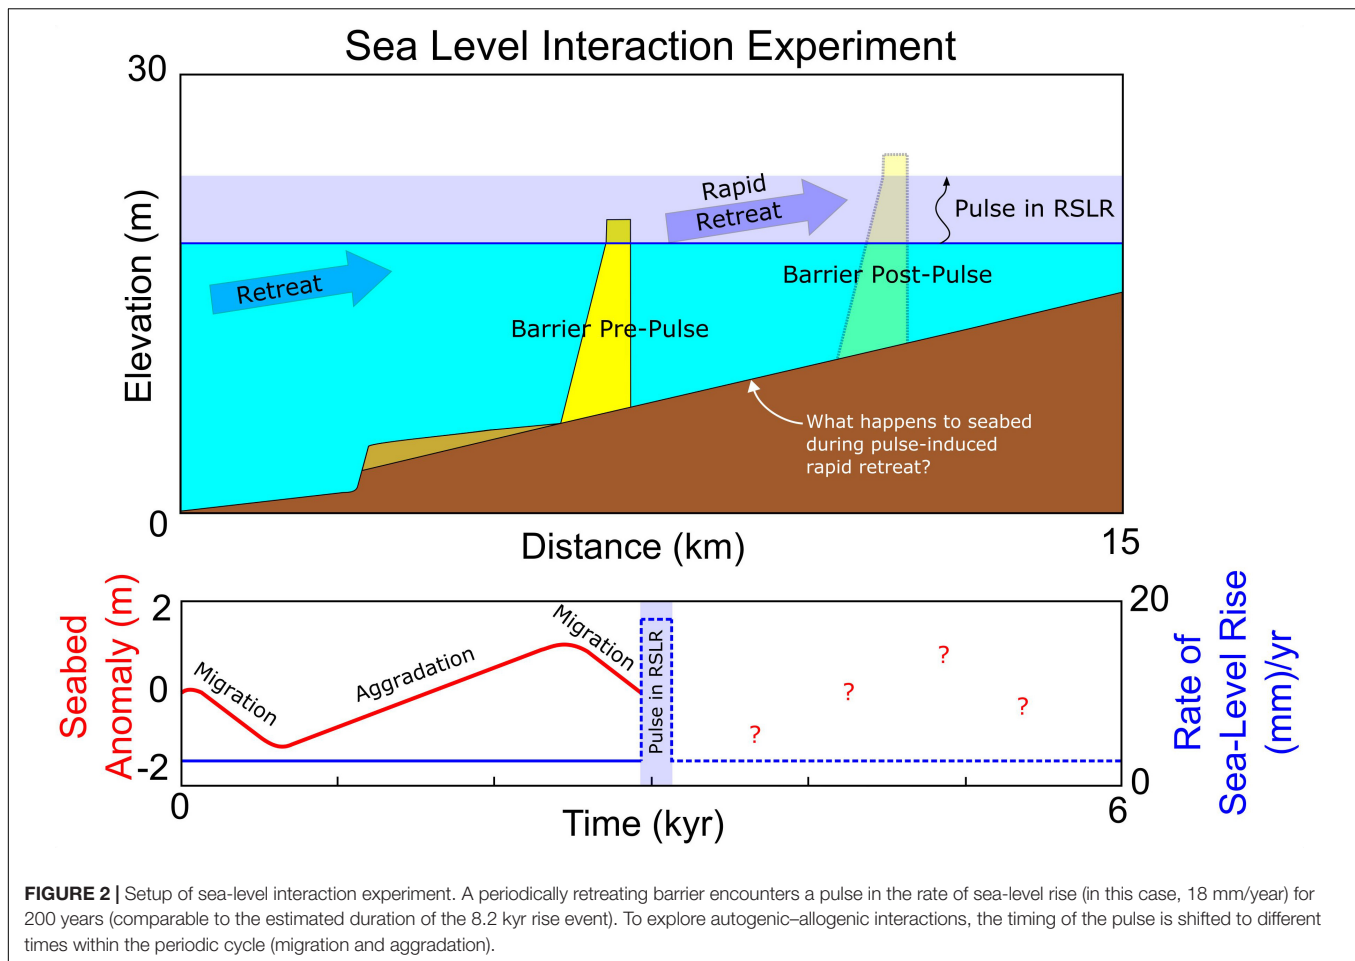 Sea Level Interaction Experiment
30
Elevation (m)
Rapid
Retreat
Pulse in RSLR
Retreat
Barrier Post-Pulse
Barrier Pre-Pulse
What happens to seabed
during pulse-induced
rapid retreat?
0
Distance (km)
15
Seabed
Anomaly (m)
2
0
-2
Migration
Aggradation
Migration
Pulse in RSLR
?
?
?
?
20
0
Rate of
Sea-Level Rise
(mm)/yr
0
Time (kyr)
6
FIGURE 2 | Setup of sea-level interaction experiment. A periodically retreating barrier encounters a pulse in the rate of sea-level rise (in this case, 18 mm/year) for
200 years (comparable to the estimated duration of the 8.2 kyr rise event). To explore autogenic–allogenic interactions, the timing of the pulse is shifted to different
times within the periodic cycle (migration and aggradation).